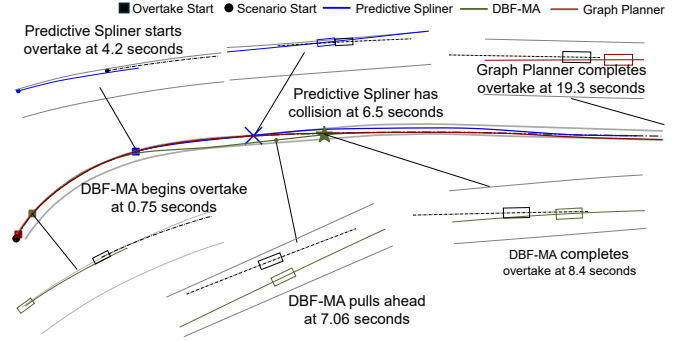 Overtake Start Scenario Start Predictive Spliner DBF-MA Graph Planner
Predictive Spliner starts
overtake at 4.2 seconds
Graph Planner completes
overtake at 19.3 seconds
Predictive Spliner has
collision at 6.5 seconds
DBF-MA begins overtake
at 0.75 seconds
DBF-MA completes
overtake at 8.4 seconds
DBF-MA pulls ahead
at 7.06 seconds